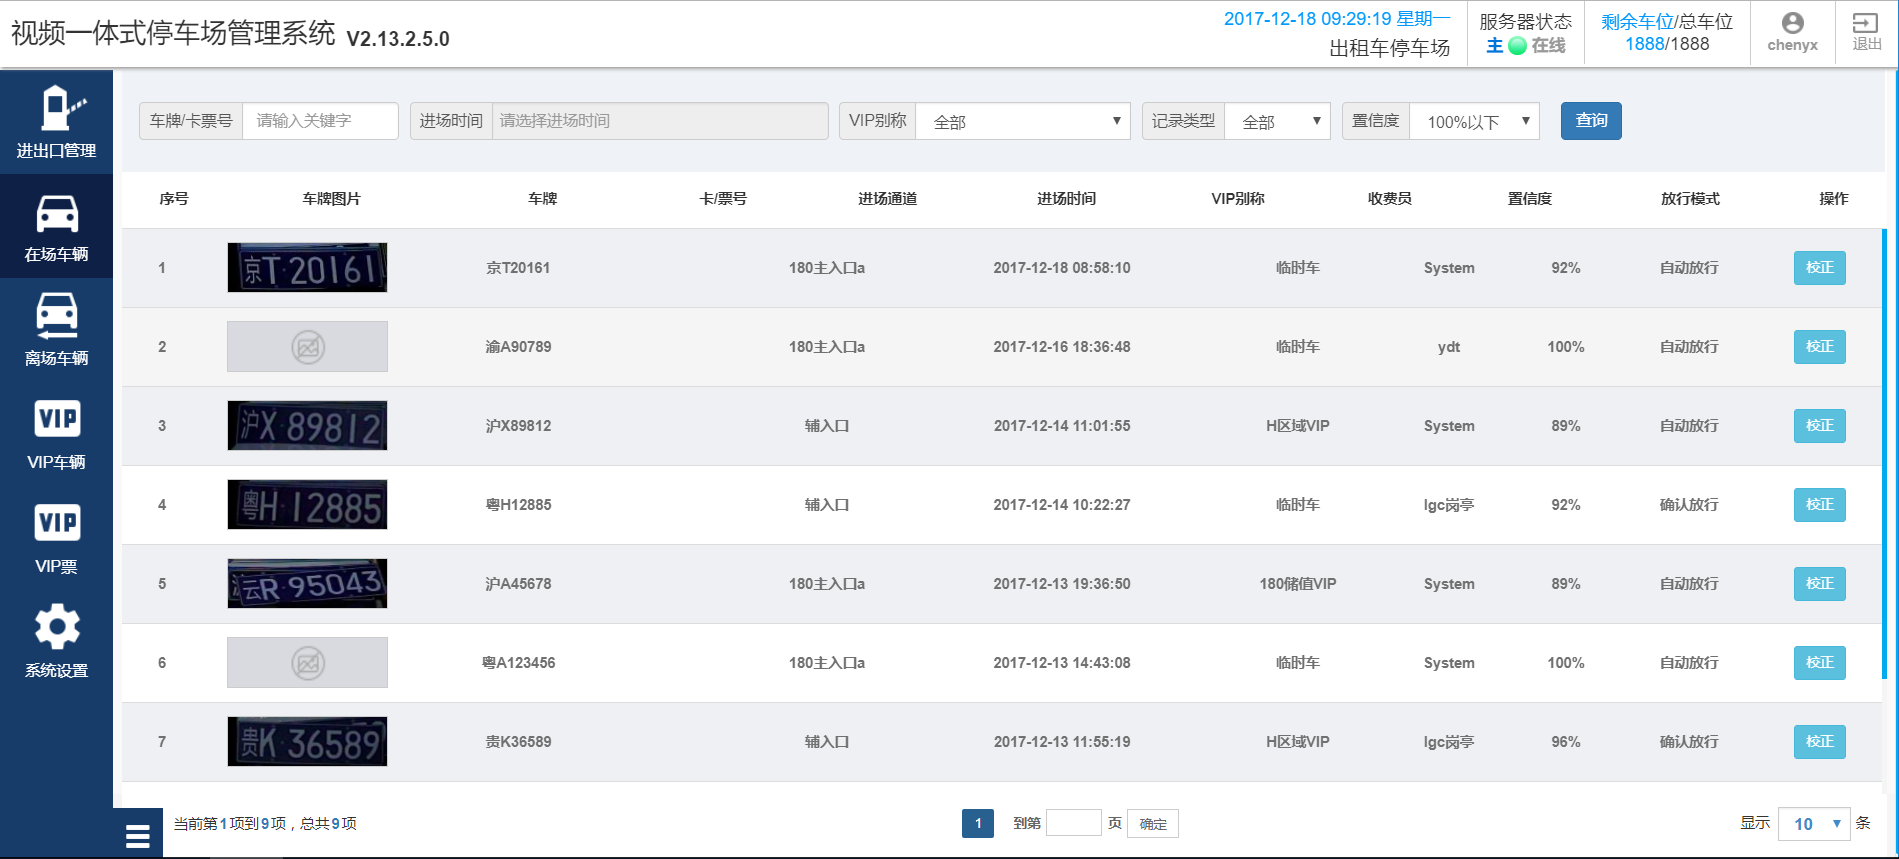 视频一体式停车场管理系统 V2.13.2.5.0
2017-12-18 09:29:19 星期一
出租车停车场
服务器状态
主 在线
剩余车位/总车位
1888/1888
chenyx
退出
进出口管理
在场车辆
离场车辆
VIP
VIP车辆
VIP
VIP票
系统设置
车牌/卡票号 请输入关键字 进场时间 请选择进场时间 VIP别称 全部 ▼ 记录类型 全部 ▼ 置信度 100%以下 ▼ 查询
序号 车牌图片 车牌 卡/票号 进场通道 进场时间 VIP别称 收费员 置信度 放行模式 操作
1 京T·20161 京T20161 180主入口a 2017-12-18 08:58:10 临时车 System 92% 自动放行 校正
2 渝A90789 180主入口a 2017-12-16 18:36:48 临时车 ydt 100% 自动放行 校正
3 沪X·89812 沪X89812 辅入口 2017-12-14 11:01:55 H区域VIP System 89% 自动放行 校正
4 粤H·12885 粤H12885 辅入口 2017-12-14 10:22:27 临时车 lgc岗亭 92% 确认放行 校正
5 云R·95043 沪A45678 180主入口a 2017-12-13 19:36:50 180储值VIP System 89% 自动放行 校正
6 粤A123456 180主入口a 2017-12-13 14:43:08 临时车 System 100% 自动放行 校正
7 贵K·36589 贵K36589 辅入口 2017-12-13 11:55:19 H区域VIP lgc岗亭 96% 确认放行 校正
当前第1项到9项，总共9项 1 到第 页 确定 显示 10 ▼ 条